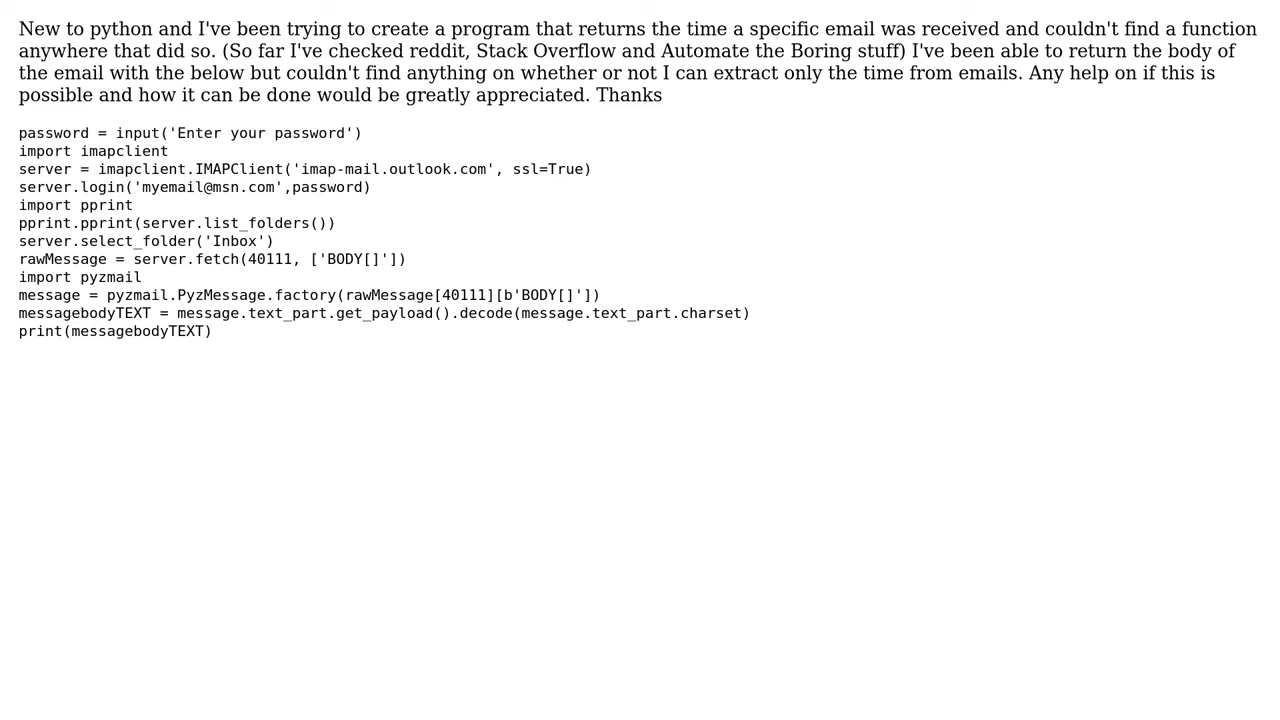 New to python and I've been trying to create a program that returns the time a specific email was received and couldn't find a function
anywhere that did so. (So far I've checked reddit, Stack Overflow and Automate the Boring stuff) I've been able to return the body of
the email with the below but couldn't find anything on whether or not I can extract only the time from emails. Any help on if this is
possible and how it can be done would be greatly appreciated. Thanks
password = input('Enter your password')
import imapclient
server = imapclient.IMAPClient('imap-mail.outlook.com', ssl=True)
server.login('myemail@msn.com',password)
import pprint
pprint.pprint(server.list_folders())
server.select_folder('Inbox')
rawMessage = server.fetch(40111, ['BODY[]'])
import pyzmail
message = pyzmail.PyzMessage.factory(rawMessage[40111][b'BODY[]'])
messagebodyTEXT = message.text_part.get_payload().decode(message.text_part.charset)
print(messagebodyTEXT)